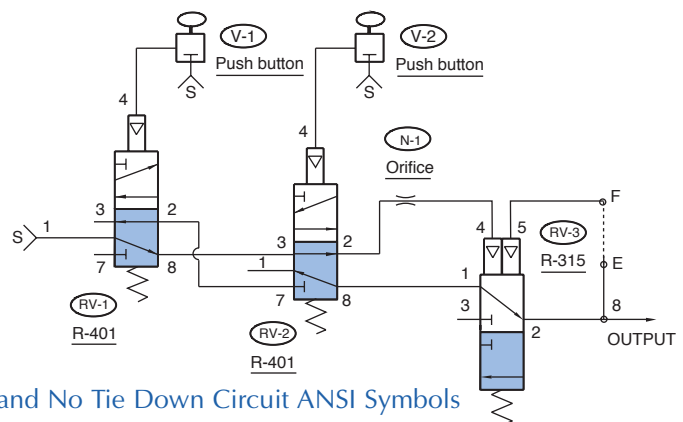 V-1
Push button
S
4
V-2
Push button
S
4
N-1
Orifice
S
1
3
2
7
8
RV-1
R-401
3
2
1
7
8
RV-2
R-401
4
5
F
RV-3
R-315
E
1
3
2
8
OUTPUT
and No Tie Down Circuit ANSI Symbols